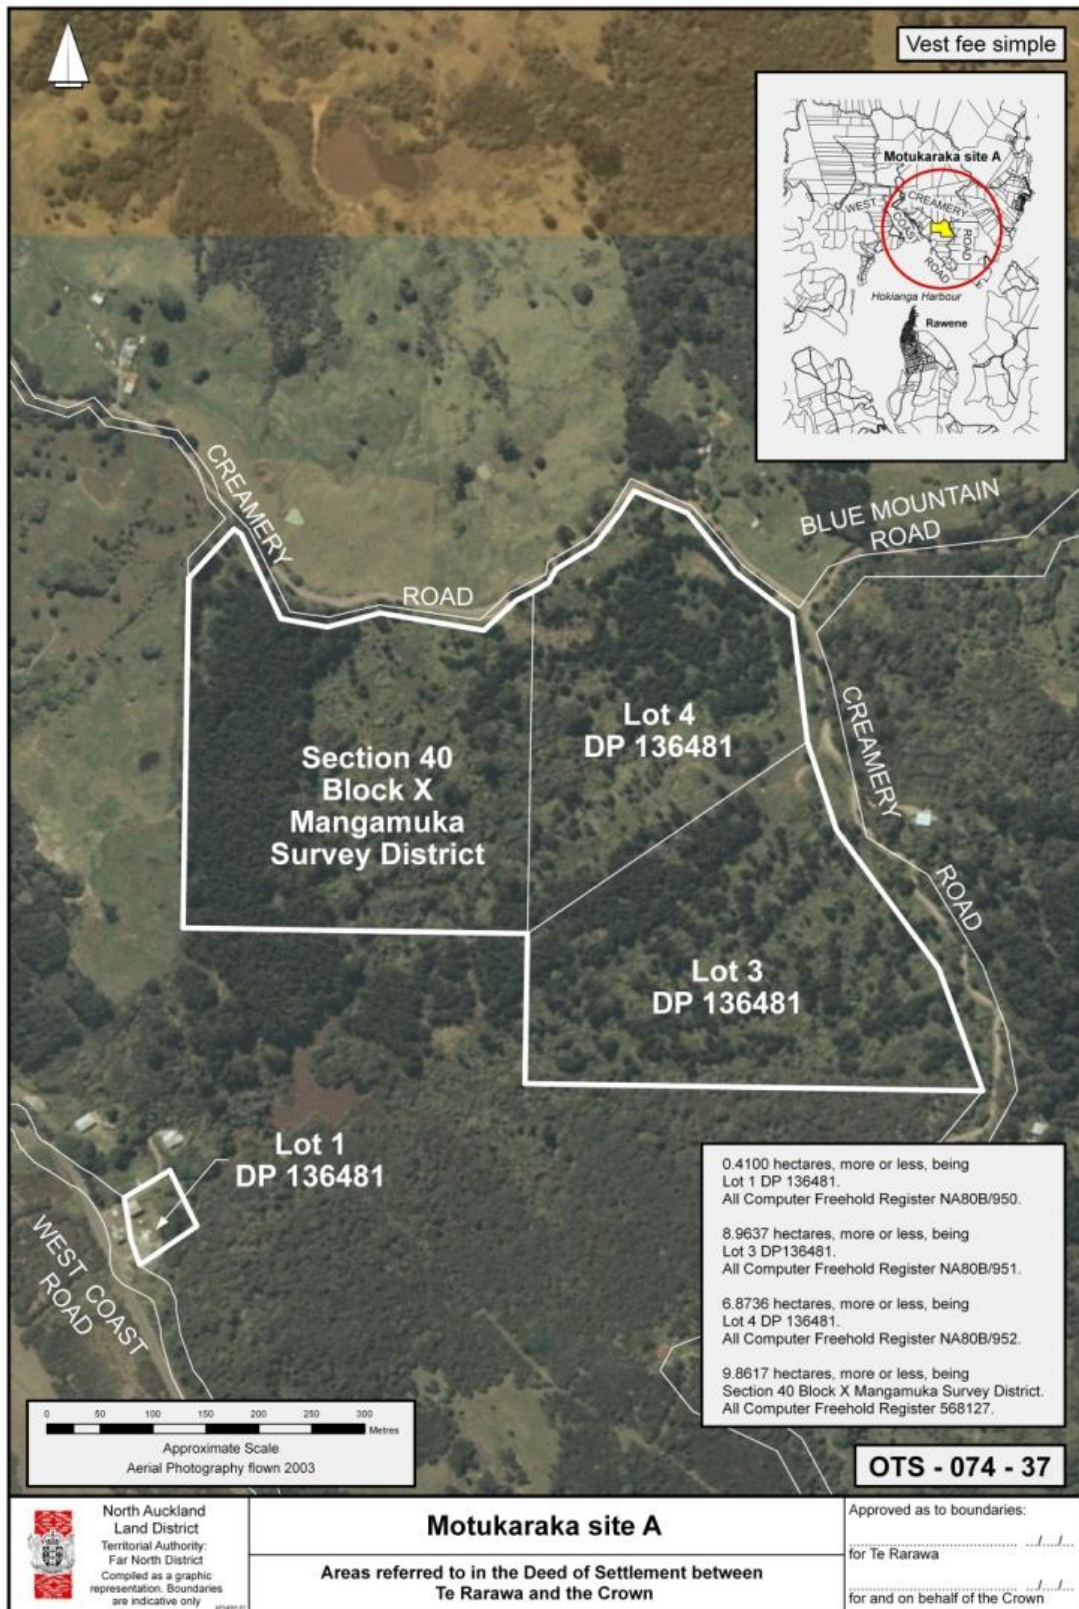 Vest fee simple
Motukaraka site A
WEST
COAST
ROAD
CREAMERY
ROAD
Hokianga Harbour
Rawene
CREAMERY
ROAD
BLUE MOUNTAIN
ROAD
CREAMERY
ROAD
Lot 4
DP 136481
Section 40
Block X
Mangamuka
Survey District
Lot 3
DP 136481
Lot 1
DP 136481
WEST COAST
ROAD
0.4100 hectares, more or less, being
Lot 1 DP 136481.
All Computer Freehold Register NA80B/950.
8.9637 hectares, more or less, being
Lot 3 DP136481.
All Computer Freehold Register NA80B/951.
6.8736 hectares, more or less, being
Lot 4 DP 136481.
All Computer Freehold Register NA80B/952.
9.8617 hectares, more or less, being
Section 40 Block X Mangamuka Survey District.
All Computer Freehold Register 568127.
0 50 100 150 200 250 300
Metres
Approximate Scale
Aerial Photography flown 2003
OTS - 074 - 37
North Auckland
Land District
Territorial Authority:
Far North District
Compiled as a graphic
representation. Boundaries
are indicative only
Motukaraka site A
Areas referred to in the Deed of Settlement between
Te Rarawa and the Crown
Approved as to boundaries:
..................................... ..../..../....
for Te Rarawa
..................................... ..../..../....
for and on behalf of the Crown